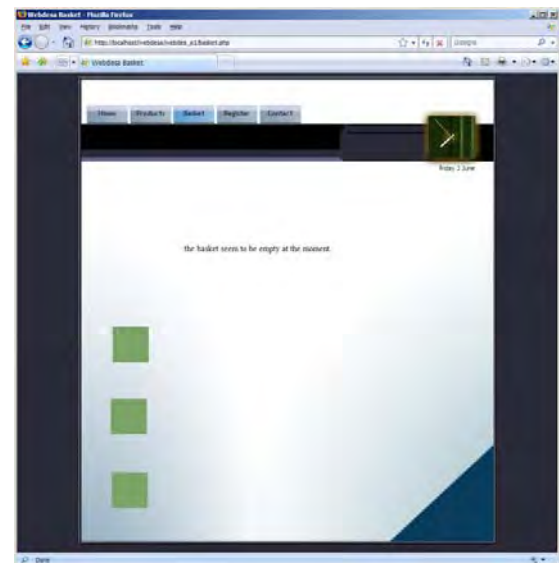 Webdesa Basket - Mozilla Firefox
File Edit View History Bookmarks Tools Help
Google
Webdesa Basket
Home Products Basket Register Contact
Friday 3 June
the basket seem to be empty at the moment.
Done